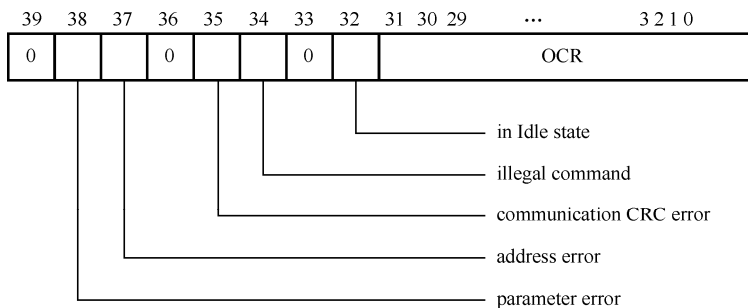 39 38 37 36 35 34 33 32 31 30 29 ... 3 2 1 0
0 0 0 OCR
in Idle state
illegal command
communication CRC error
address error
parameter error